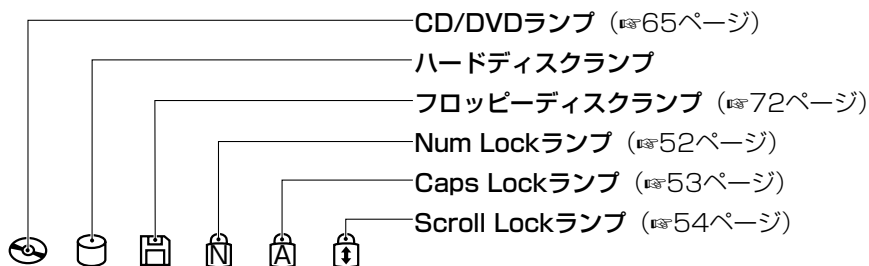 CD/DVDランプ（☞65ページ）
ハードディスクランプ
フロッピーディスクランプ（☞72ページ）
Num Lockランプ（☞52ページ）
Caps Lockランプ（☞53ページ）
Scroll Lockランプ（☞54ページ）
N A